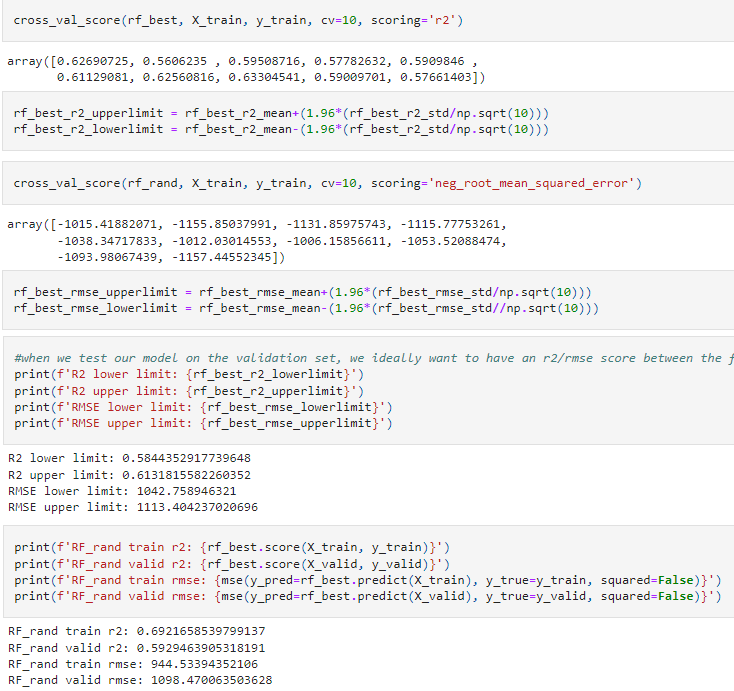 cross_val_score(rf_best, X_train, y_train, cv=10, scoring='r2')
array([0.62690725, 0.5606235 , 0.59508716, 0.57782632, 0.5909846 ,
0.61129081, 0.62560816, 0.63304541, 0.59009701, 0.57661403])
rf_best_r2_upperlimit = rf_best_r2_mean+(1.96*(rf_best_r2_std/np.sqrt(10)))
rf_best_r2_lowerlimit = rf_best_r2_mean-(1.96*(rf_best_r2_std/np.sqrt(10)))
cross_val_score(rf_rand, X_train, y_train, cv=10, scoring='neg_root_mean_squared_error')
array([-1015.41882071, -1155.85037991, -1131.85975743, -1115.77753261,
-1038.34717833, -1012.03014553, -1006.15856611, -1053.52088474,
-1093.98067439, -1157.44552345])
rf_best_rmse_upperlimit = rf_best_rmse_mean+(1.96*(rf_best_rmse_std/np.sqrt(10)))
rf_best_rmse_lowerlimit = rf_best_rmse_mean-(1.96*(rf_best_rmse_std//np.sqrt(10)))
#when we test our model on the validation set, we ideally want to have an r2/rmse score between the
print(f'R2 lower limit: {rf_best_r2_lowerlimit}')
print(f'R2 upper limit: {rf_best_r2_upperlimit}')
print(f'RMSE lower limit: {rf_best_rmse_lowerlimit}')
print(f'RMSE upper limit: {rf_best_rmse_upperlimit}')
R2 lower limit: 0.5844352917739648
R2 upper limit: 0.6131815582260352
RMSE lower limit: 1042.758946321
RMSE upper limit: 1113.404237020696
print(f'RF_rand train r2: {rf_best.score(X_train, y_train)}')
print(f'RF_rand valid r2: {rf_best.score(X_valid, y_valid)}')
print(f'RF_rand train rmse: {mse(y_pred=rf_best.predict(X_train), y_true=y_train, squared=False)}')
print(f'RF_rand valid rmse: {mse(y_pred=rf_best.predict(X_valid), y_true=y_valid, squared=False)}')
RF_rand train r2: 0.6921658539799137
RF_rand valid r2: 0.5929463905318191
RF_rand train rmse: 944.53394352106
RF_rand valid rmse: 1098.470063503628